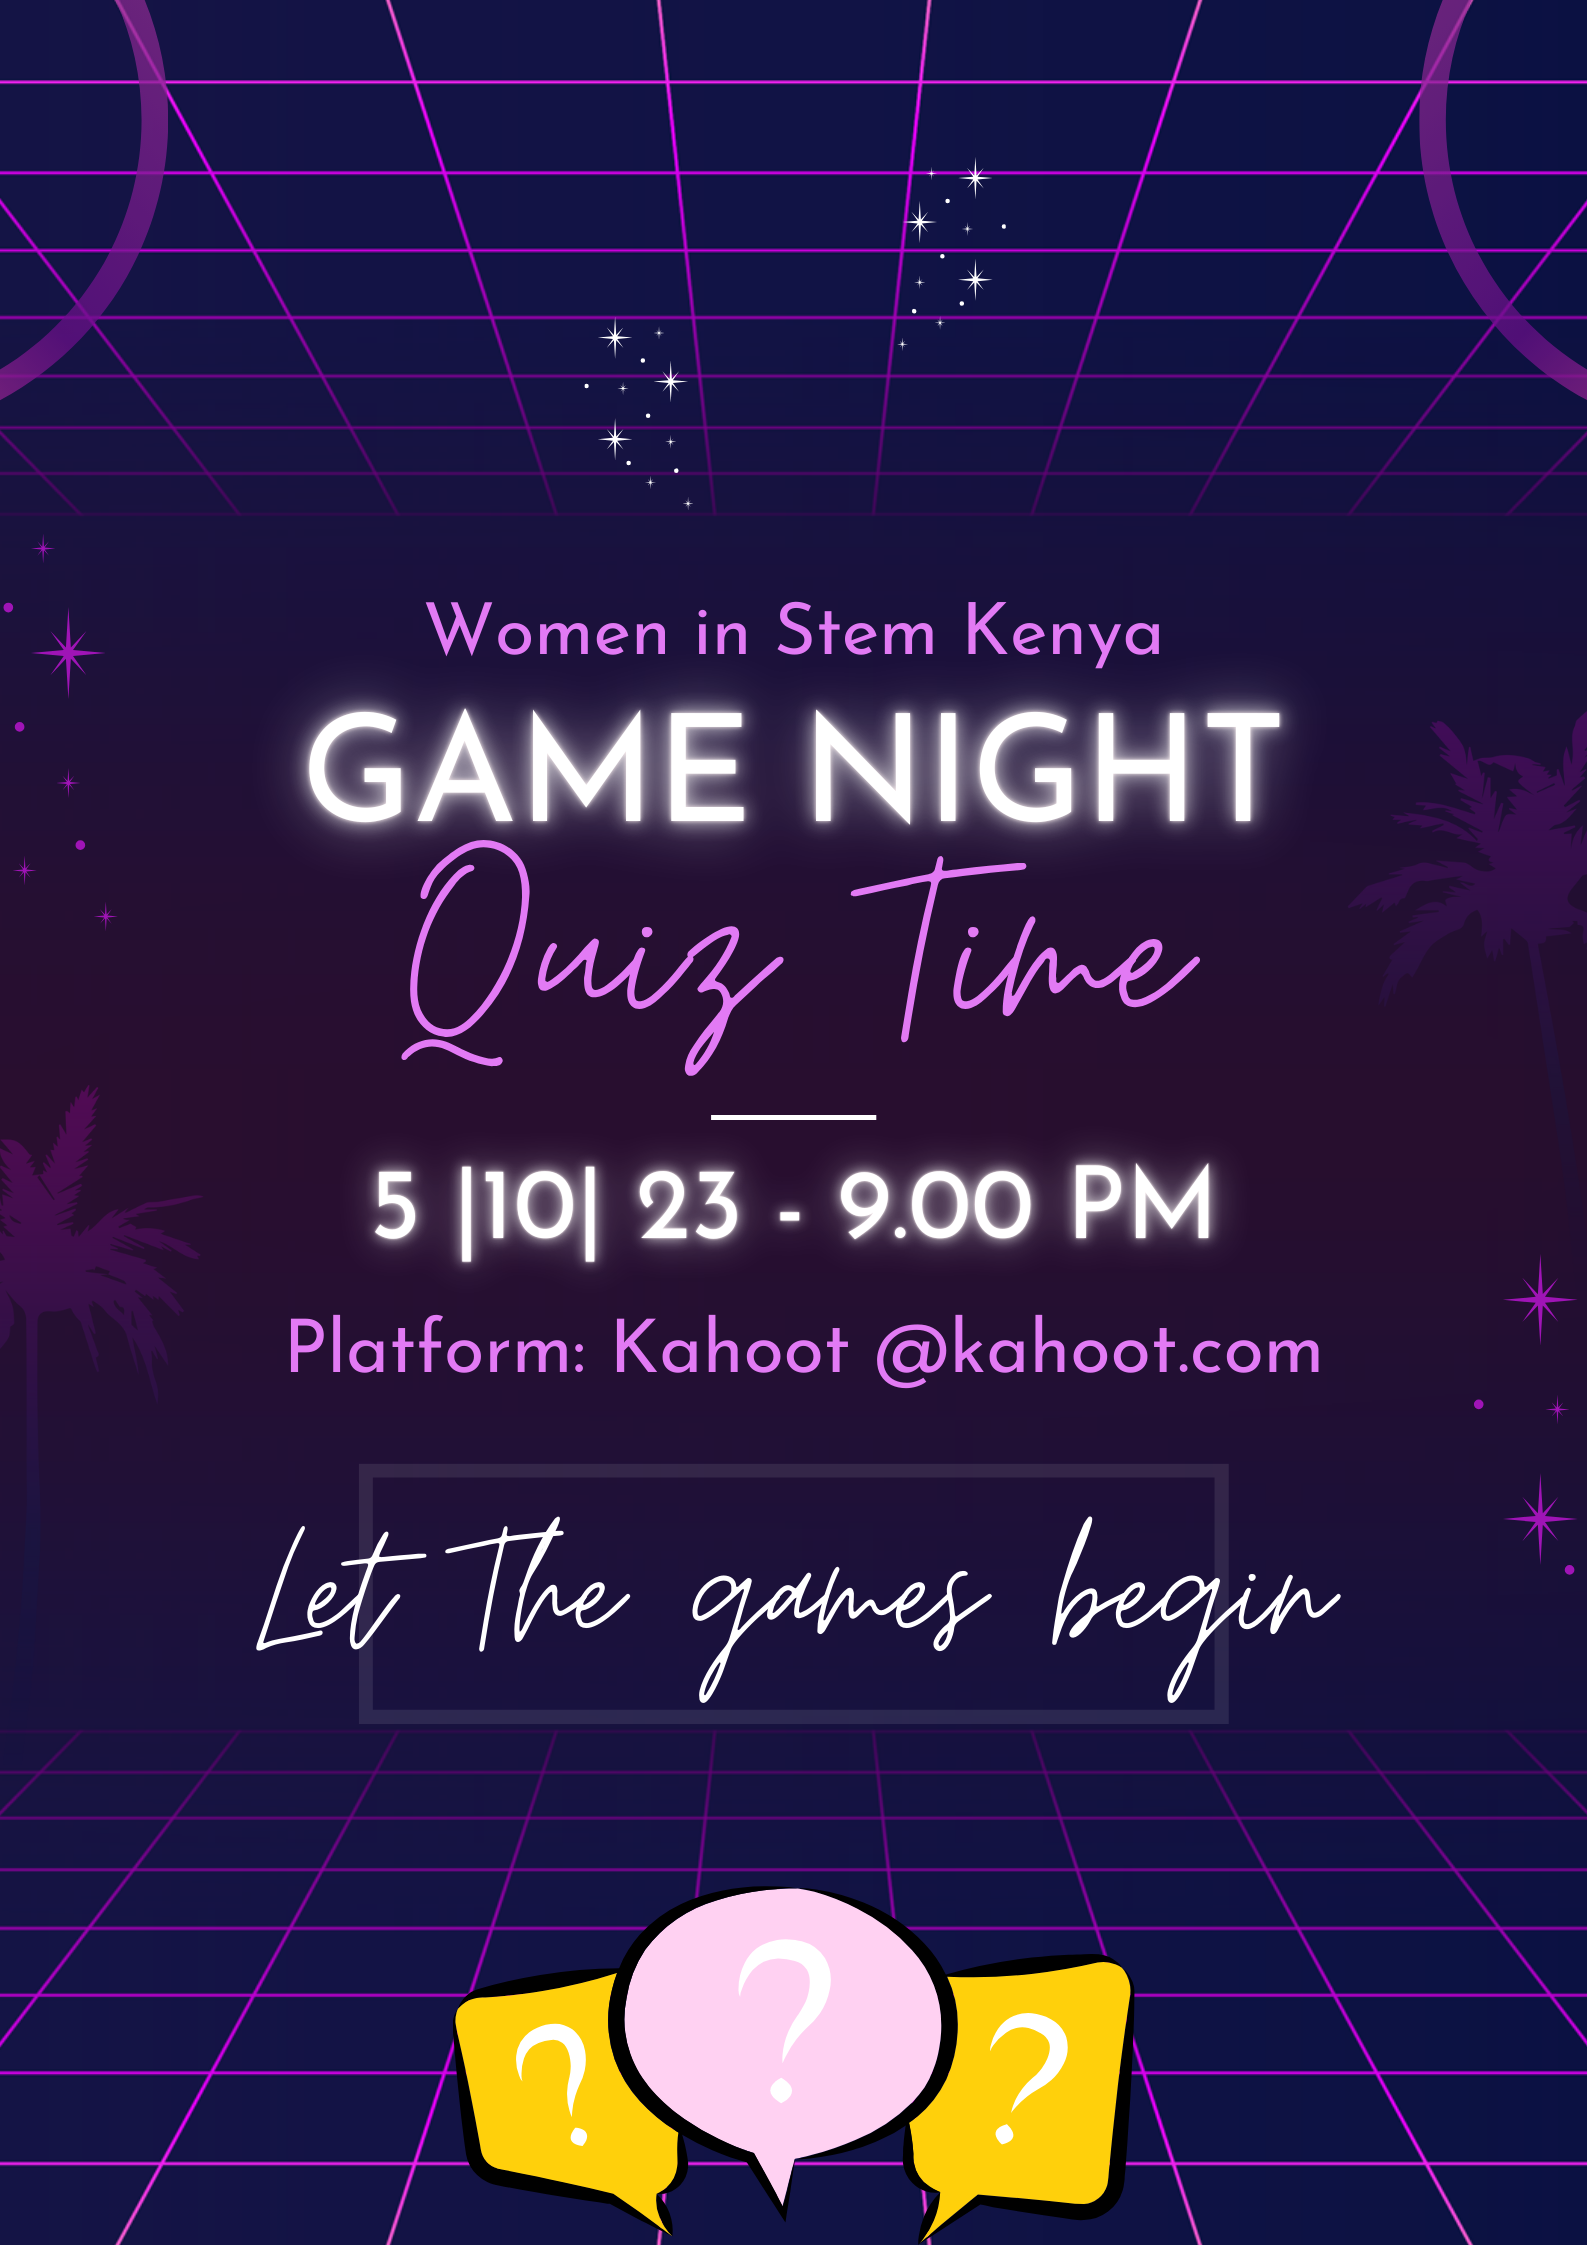 Women in Stem Kenya
GAME NIGHT
Quiz Time
5 |10| 23 - 9.00 PM
Platform: Kahoot @kahoot.com
Let The games begin
? ? ?